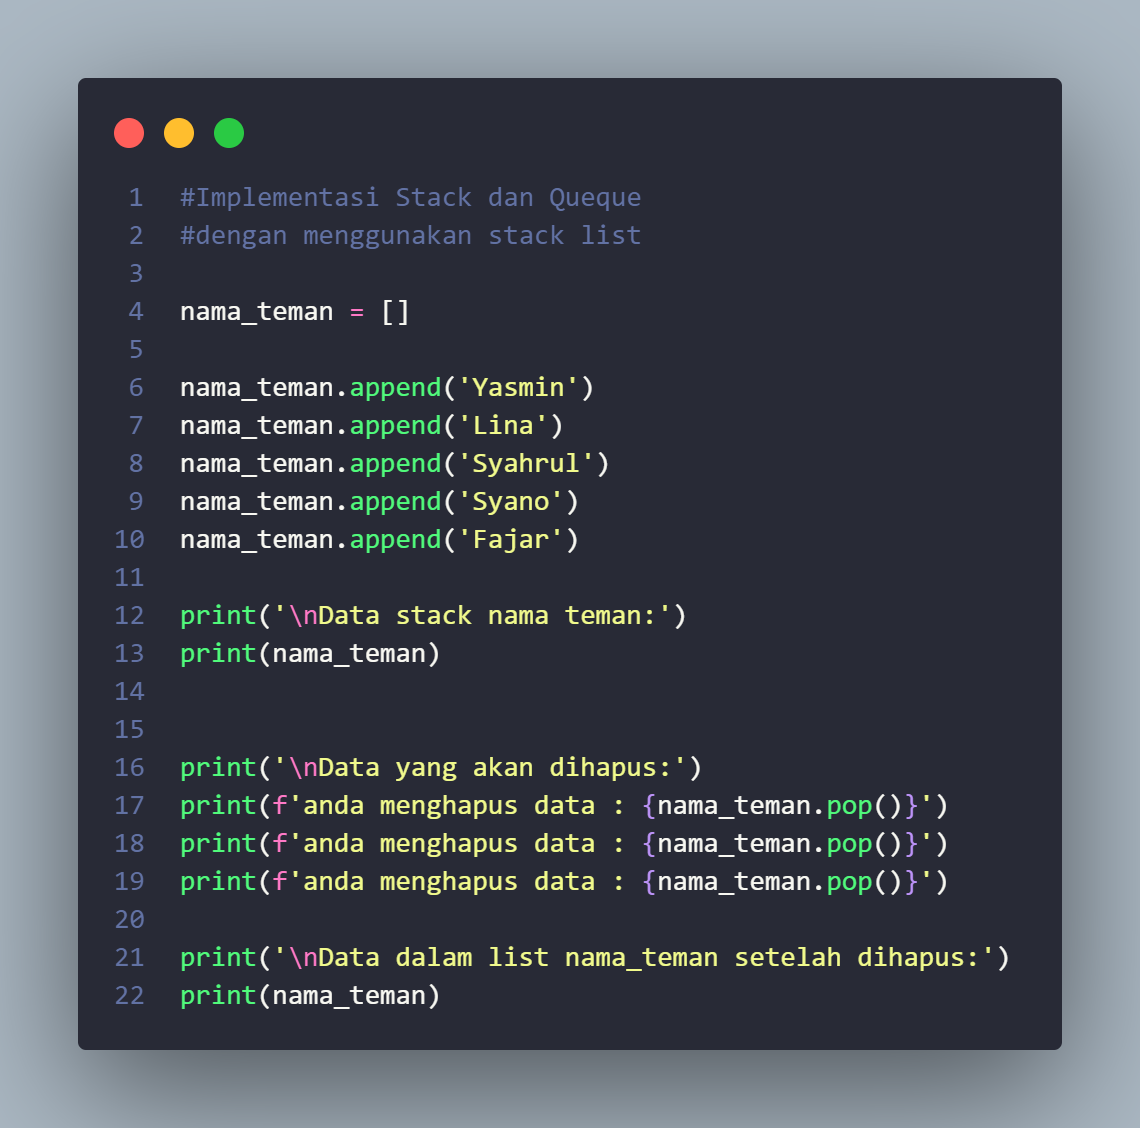 1 #Implementasi Stack dan Queque
2 #dengan menggunakan stack list
3
4 nama_teman = []
5
6 nama_teman.append('Yasmin')
7 nama_teman.append('Lina')
8 nama_teman.append('Syahrul')
9 nama_teman.append('Syano')
10 nama_teman.append('Fajar')
11
12 print('\nData stack nama teman:')
13 print(nama_teman)
14
15
16 print('\nData yang akan dihapus:')
17 print(f'anda menghapus data : {nama_teman.pop()}')
18 print(f'anda menghapus data : {nama_teman.pop()}')
19 print(f'anda menghapus data : {nama_teman.pop()}')
20
21 print('\nData dalam list nama_teman setelah dihapus:')
22 print(nama_teman)